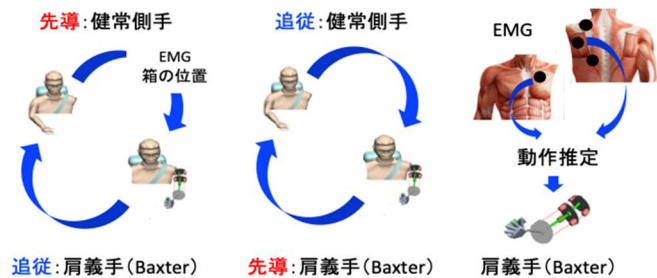 先導：健常側手
EMG
箱の位置
追従：肩義手（Baxter）
追従：健常側手
先導：肩義手（Baxter）
EMG
動作推定
肩義手（Baxter）